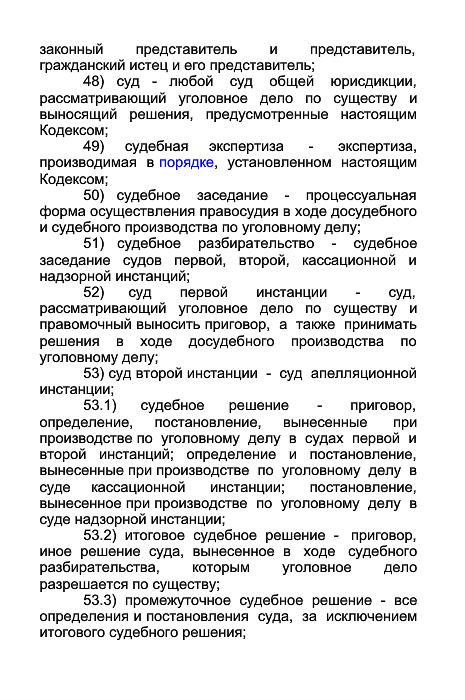 законный представитель и представитель,
гражданский истец и его представитель;
48) суд - любой суд общей юрисдикции,
рассматривающий уголовное дело по существу и
выносящий решения, предусмотренные настоящим
Кодексом;
49) судебная экспертиза - экспертиза,
производимая в порядке, установленном настоящим
Кодексом;
50) судебное заседание - процессуальная
форма осуществления правосудия в ходе досудебного
и судебного производства по уголовному делу;
51) судебное разбирательство - судебное
заседание судов первой, второй, кассационной и
надзорной инстанций;
52) суд первой инстанции - суд,
рассматривающий уголовное дело по существу и
правомочный выносить приговор, а также принимать
решения в ходе досудебного производства по
уголовному делу;
53) суд второй инстанции - суд апелляционной
инстанции;
53.1) судебное решение - приговор,
определение, постановление, вынесенные при
производстве по уголовному делу в судах первой и
второй инстанций; определение и постановление,
вынесенные при производстве по уголовному делу в
суде кассационной инстанции; постановление,
вынесенное при производстве по уголовному делу в
суде надзорной инстанции;
53.2) итоговое судебное решение - приговор,
иное решение суда, вынесенное в ходе судебного
разбирательства, которым уголовное дело
разрешается по существу;
53.3) промежуточное судебное решение - все
определения и постановления суда, за исключением
итогового судебного решения;